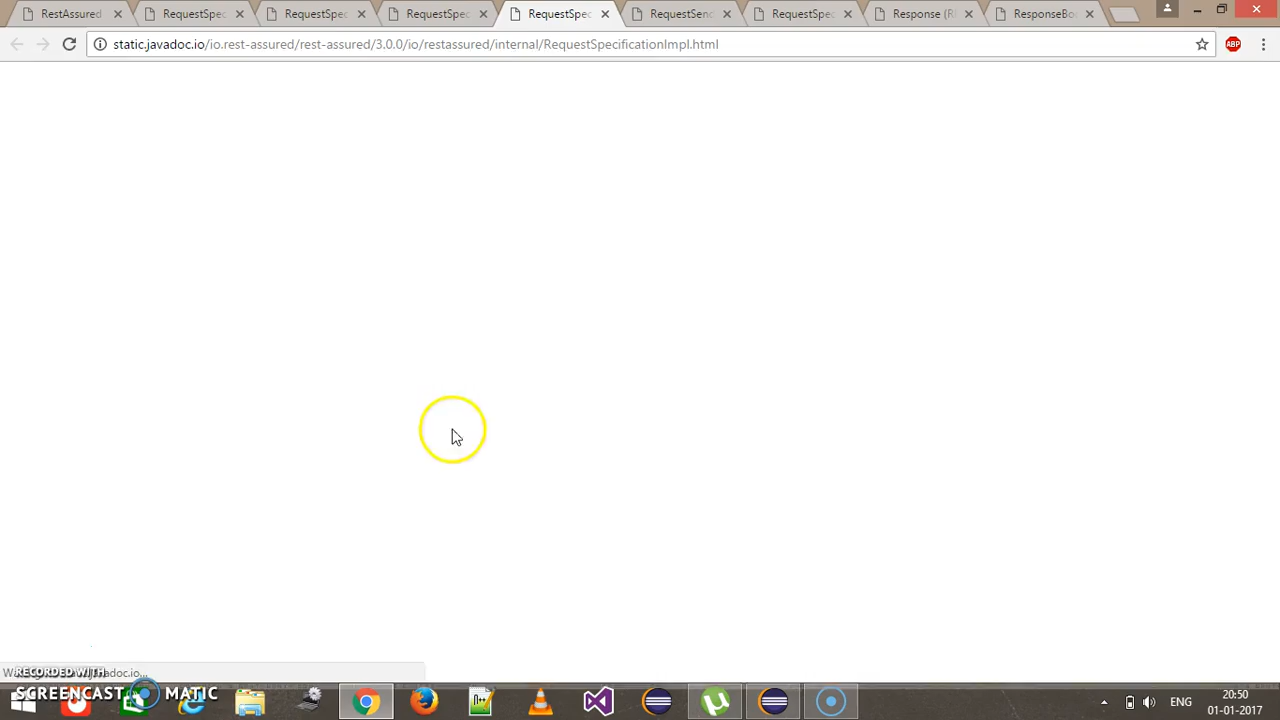 RestAssured
RequestSpec
RequestSpec
RequestSpec
RequestSpec
RequestSend
RequestSpec
Response (R
ResponseBo
static.javadoc.io/io.rest-assured/rest-assured/3.0.0/io/restassured/internal/RequestSpecificationImpl.html
ABP
RECORDED WITH
SCREENCAST MATIC
ENG
20:50
01-01-2017